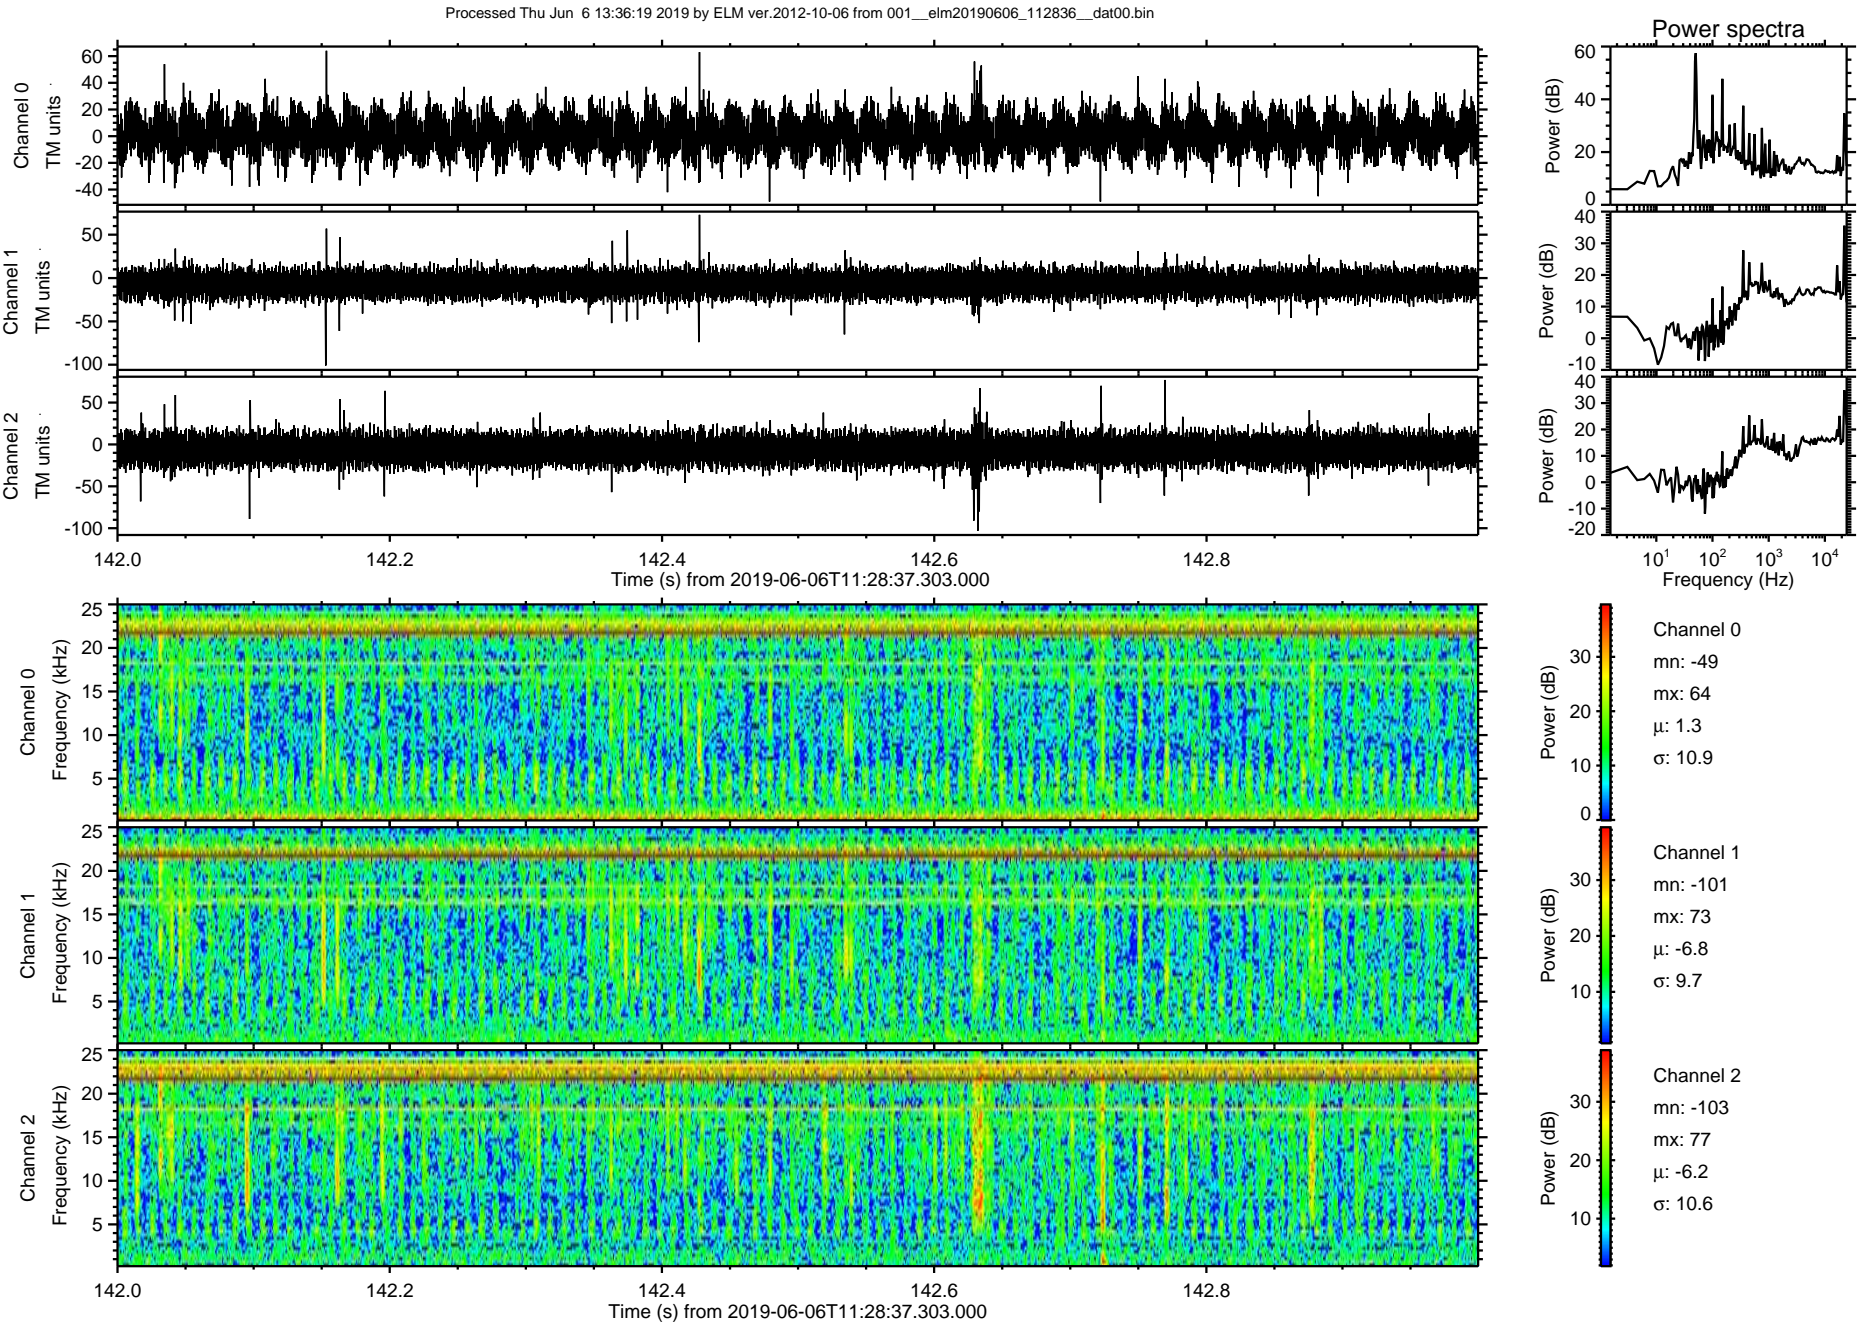 Processed Thu Jun  6 13:36:19 2019 by ELM ver.2012-10-06 from 001__elm20190606_112836__dat00.bin
Power spectra
Channel 0
TM units
60
40
20
0
-20
-40
Power (dB)
60
40
20
0
Channel 1
TM units
50
0
-50
-100
Power (dB)
40
30
20
10
0
-10
Channel 2
TM units
50
0
-50
-100
Power (dB)
40
30
20
10
0
-10
-20
142.0 142.2 142.4 142.6 142.8
Time (s) from 2019-06-06T11:28:37.303.000
10^1 10^2 10^3 10^4
Frequency (Hz)
Channel 0
Frequency (kHz)
25
20
15
10
5
Power (dB)
30
20
10
0
Channel 0
mn: -49
mx: 64
µ: 1.3
σ: 10.9
Channel 1
Frequency (kHz)
25
20
15
10
5
Power (dB)
30
20
10
Channel 1
mn: -101
mx: 73
µ: -6.8
σ: 9.7
Channel 2
Frequency (kHz)
25
20
15
10
5
Power (dB)
30
20
10
Channel 2
mn: -103
mx: 77
µ: -6.2
σ: 10.6
142.0 142.2 142.4 142.6 142.8
Time (s) from 2019-06-06T11:28:37.303.000